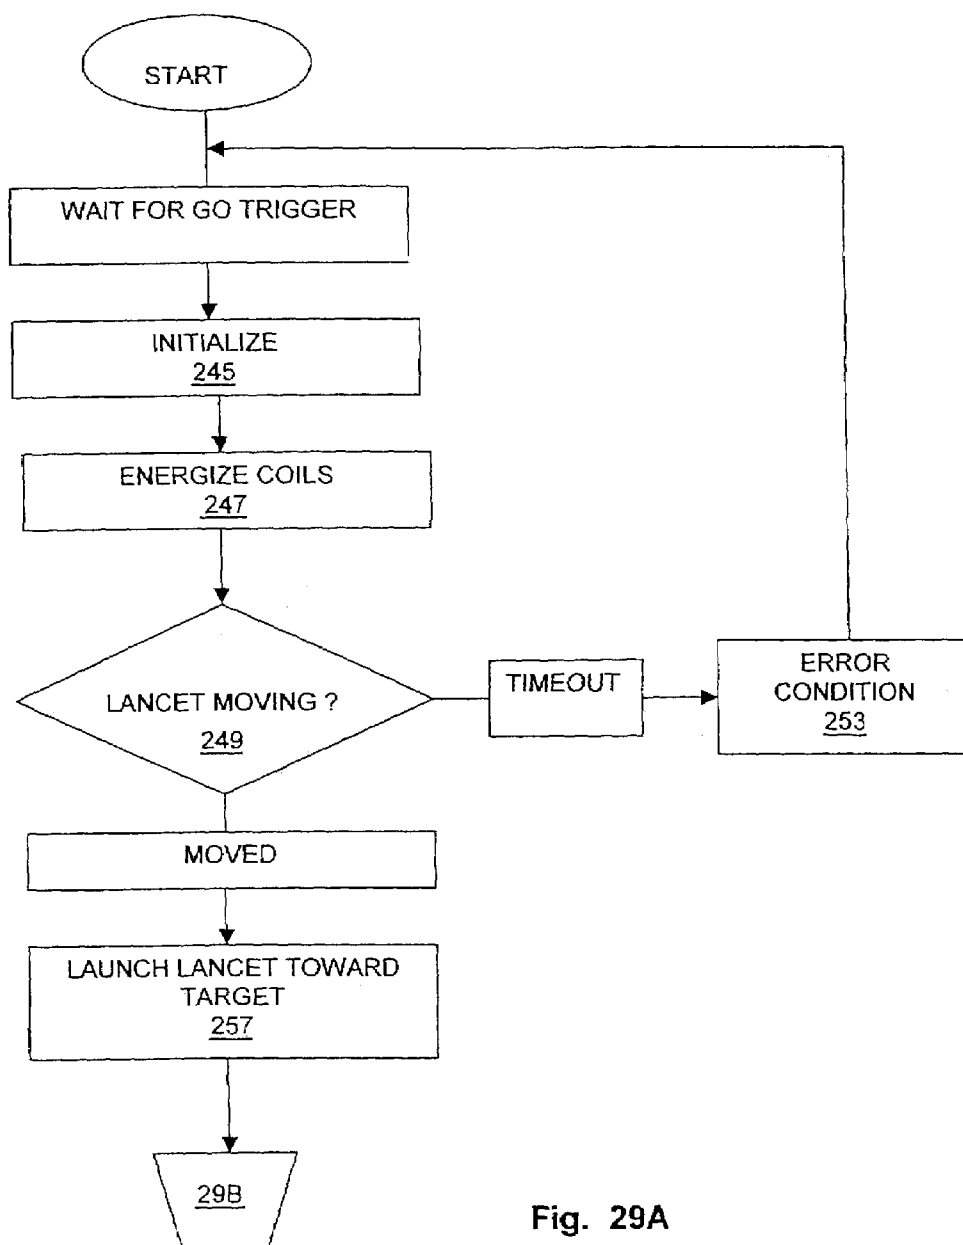 START
WAIT FOR GO TRIGGER
INITIALIZE
245
ENERGIZE COILS
247
LANCET MOVING ?
249
TIMEOUT
ERROR
CONDITION
253
MOVED
LAUNCH LANCET TOWARD
TARGET
257
29B
Fig. 29A